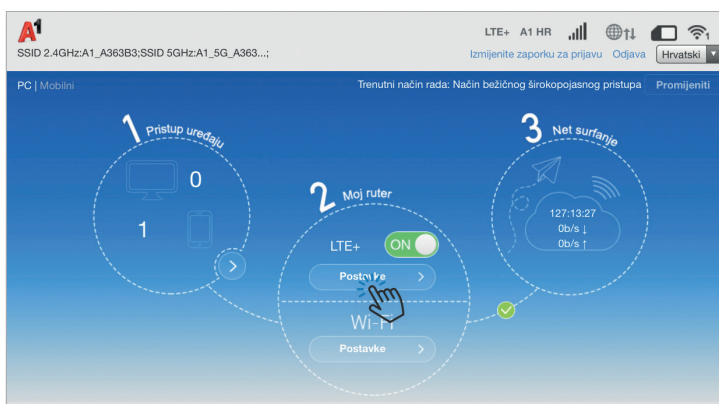 A1
LTE+ A1 HR
1
SSID 2.4GHz:A1_A363B3;SSID 5GHz:A1_5G_A363...;
Izmijenite zaporku za prijavu Odjava Hrvatski
PC | Mobilni
Trenutni način rada: Način bežičnog širokopojasnog pristupa Promijeniti
1 Pristup uređaju
0
1
2 Moj ruter
LTE+ ON
Postavke
Wi-Fi
Postavke
3 Net surfanje
127:13:27
0b/s ↓
0b/s ↑